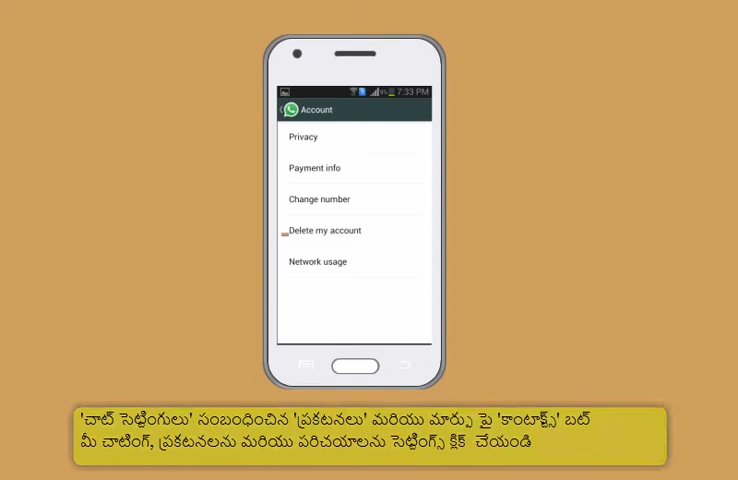 7:33 PM
Account
Privacy
Payment info
Change number
Delete my account
Network usage
'చాట్ సెట్టింగులు' సంబంధించిన 'ప్రకటనలు' మరియు మార్పు పై 'కాంటాక్ట్స్' బట్
మీ చాటింగ్, ప్రకటనలను మరియు పరిచయాలను సెట్టింగ్స్ క్లిక్ చేయండి